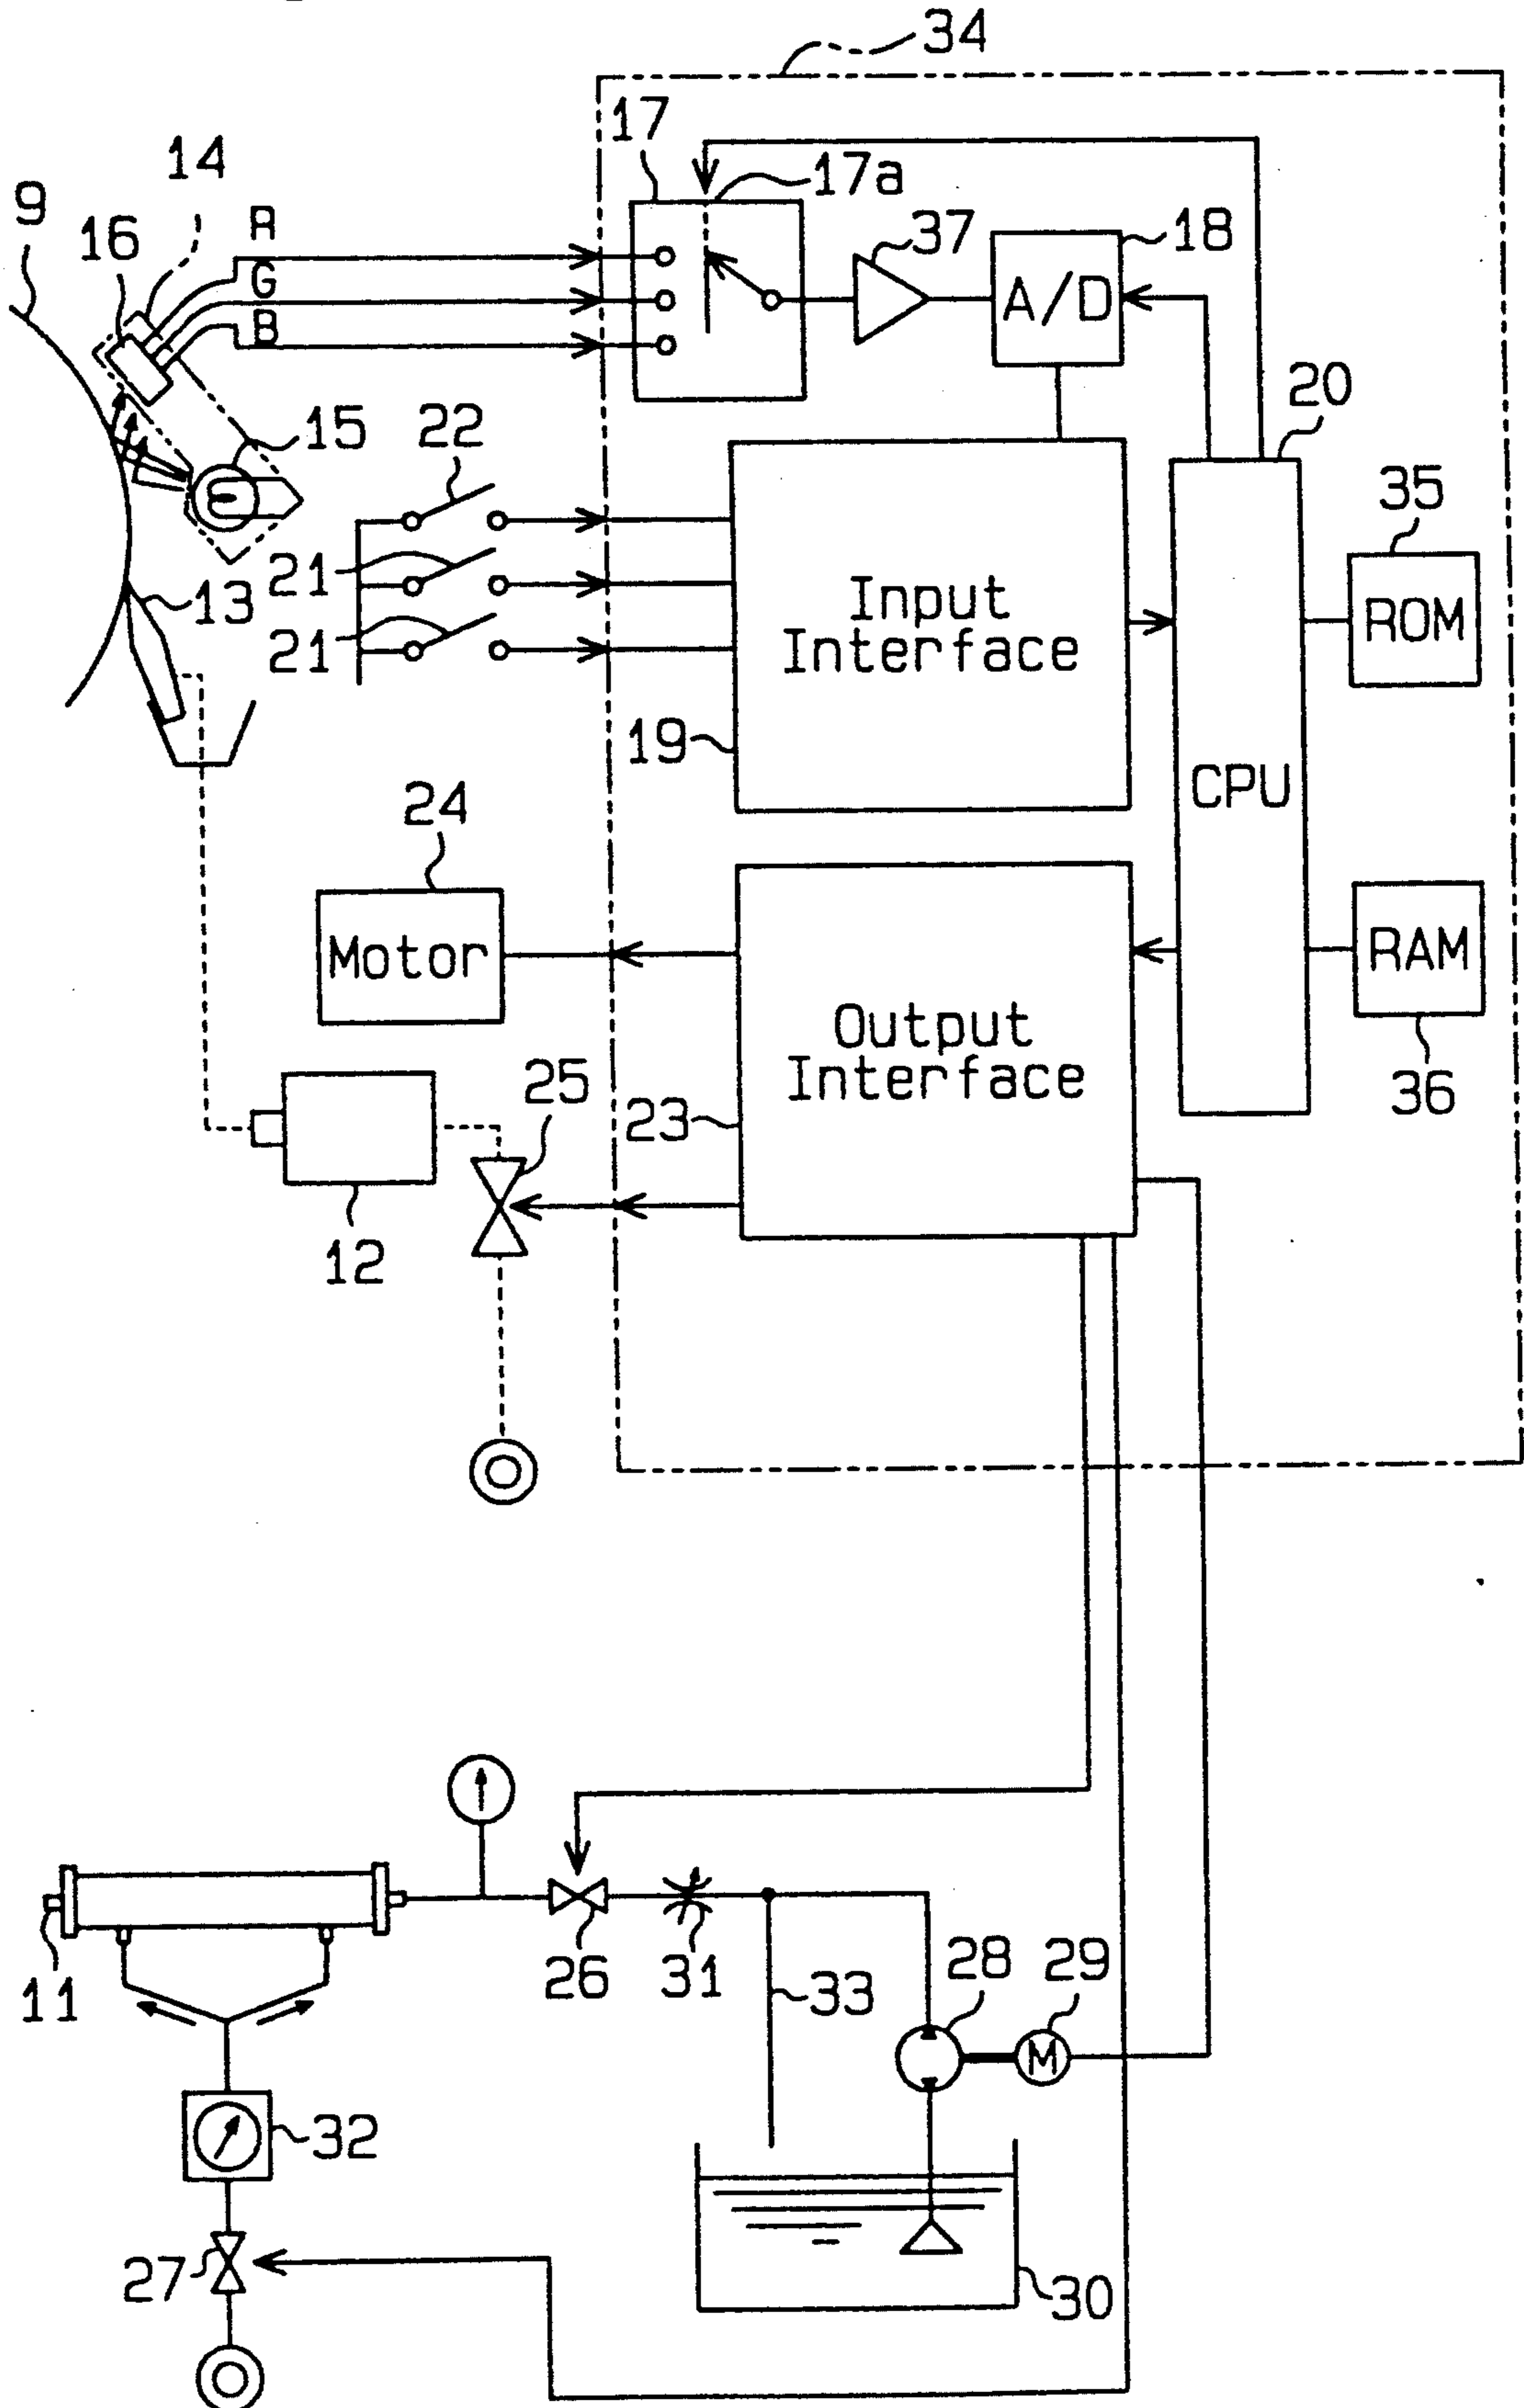 34
17
14
17a
9
R
37
18
16
G
A/D
B
20
22
15
35
21
Input
Interface
ROM
13
21
19
CPU
24
Motor
RAM
Output
Interface
25
36
23
12
26
31
28
29
33
11
M
32
27
30